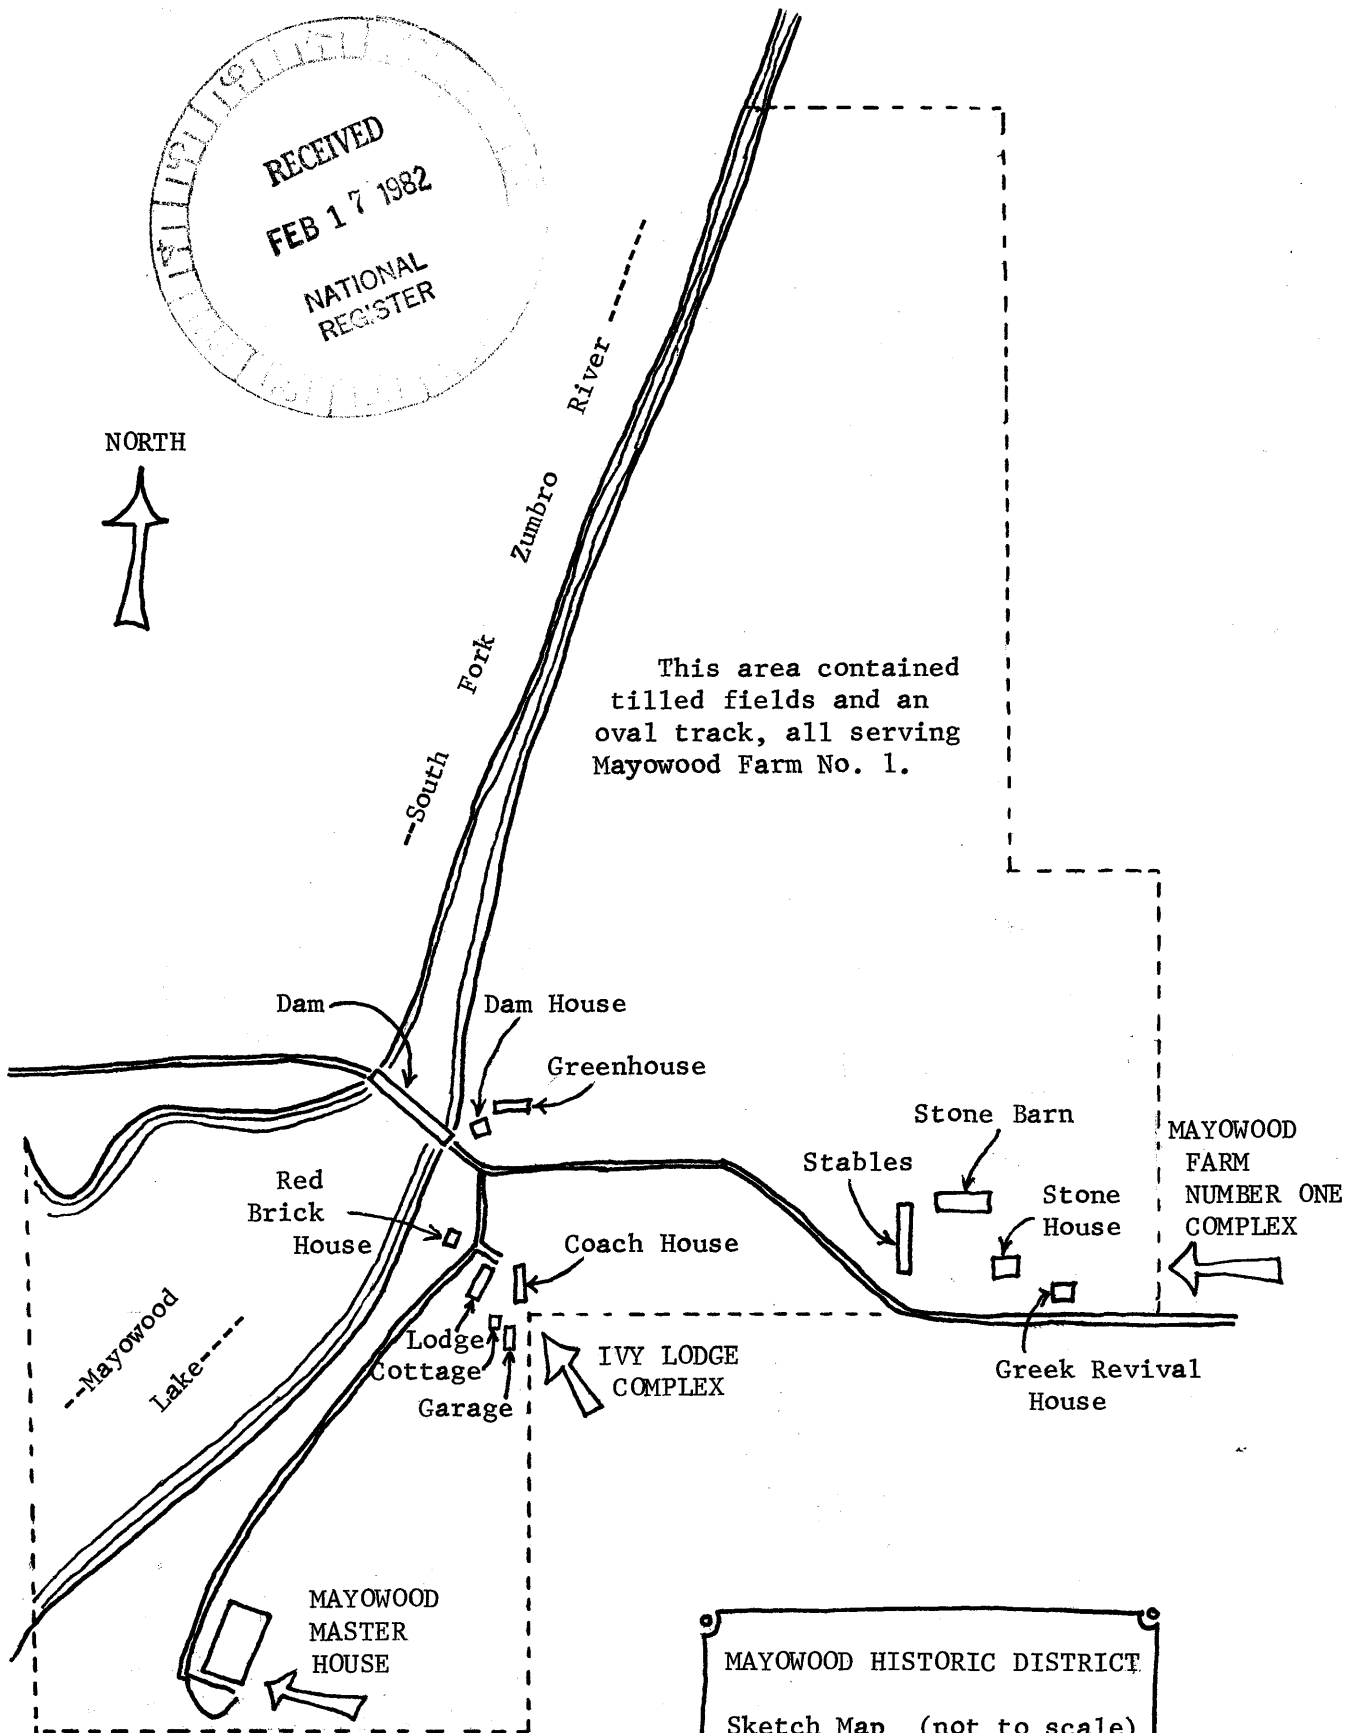 RECEIVED
FEB 17 1982
NATIONAL
REGISTER
NORTH
--South Fork Zumbro River-----
This area contained
tilled fields and an
oval track, all serving
Mayowood Farm No. 1.
Dam
Dam House
Greenhouse
Stone Barn
Stables
Stone
House
MAYOWOOD
FARM
NUMBER ONE
COMPLEX
Red
Brick
House
Coach House
---Mayowood
Lake-----
Lodge
Cottage
Garage
IVY LODGE
COMPLEX
Greek Revival
House
MAYOWOOD
MASTER
HOUSE
MAYOWOOD HISTORIC DISTRICT
Sketch Map (not to scale)